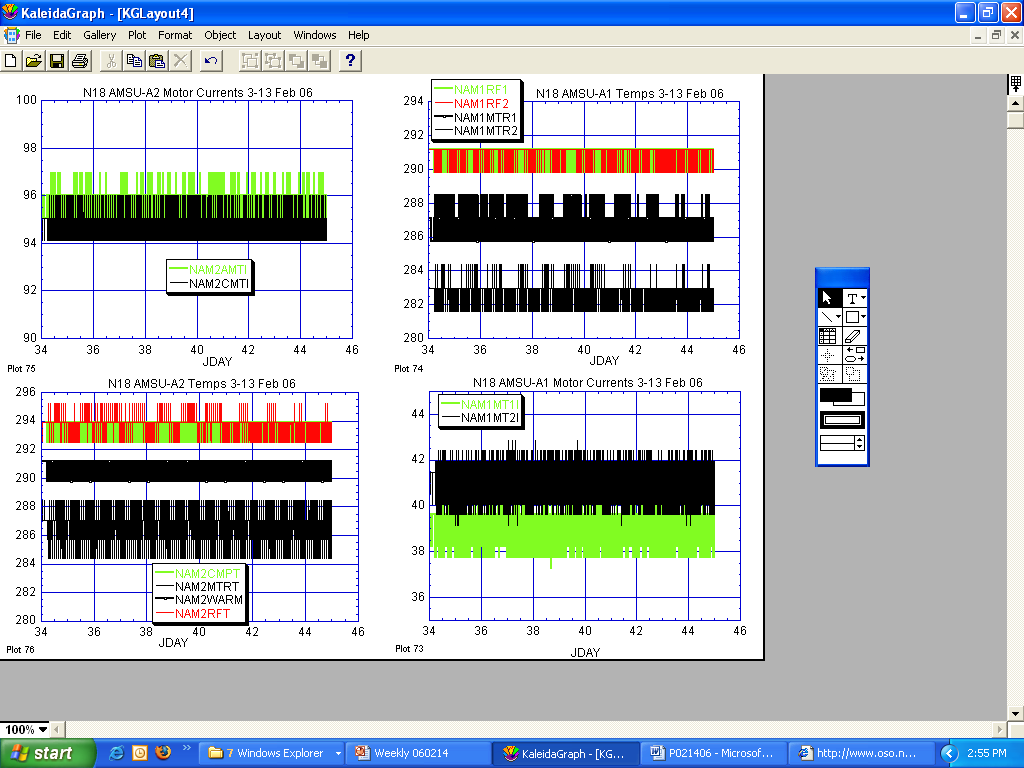 KaleidaGraph - [KGLayout4]
File Edit Gallery Plot Format Object Layout Windows Help
N18 AMSU-A2 Motor Currents 3-13 Feb 06
100
98
96
94
92
90
NAM2AMTI
NAM2CMTI
34 36 38 40 42 44 46
JDAY
Plot 75
N18 AMSU-A1 Temps 3-13 Feb 06
NAM1RF1
NAM1RF2
NAM1MTR1
NAM1MTR2
294
292
290
288
286
284
282
280
34 36 38 40 42 44 46
JDAY
Plot 74
N18 AMSU-A2 Temps 3-13 Feb 06
296
294
292
290
288
286
284
282
280
NAM2CMPT
NAM2MTRT
NAM2WARM
NAM2RFT
34 36 38 40 42 44 46
JDAY
Plot 76
N18 AMSU-A1 Motor Currents 3-13 Feb 06
NAM1MT1I
NAM1MT2I
44
42
40
38
36
34 36 38 40 42 44 46
JDAY
Plot 73
T
100%
start
7 Windows Explorer
Weekly 060214
KaleidaGraph - [KG...
P021406 - Microsof...
http://www.oso.n...
2:55 PM